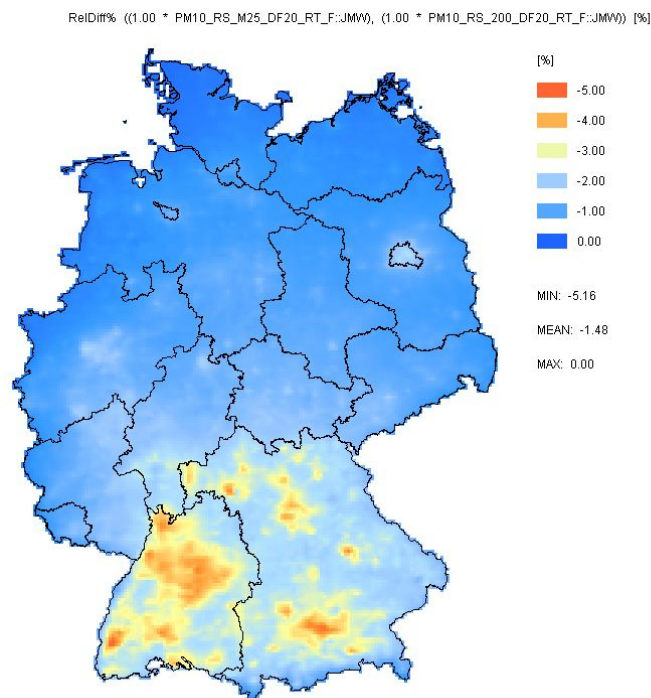 RelDiff% ((1.00 * PM10_RS_M25_DF20_RT_F::JMW), (1.00 * PM10_RS_200_DF20_RT_F::JMW)) [%]
[%]
-5.00
-4.00
-3.00
-2.00
-1.00
0.00
MIN: -5.16
MEAN: -1.48
MAX: 0.00